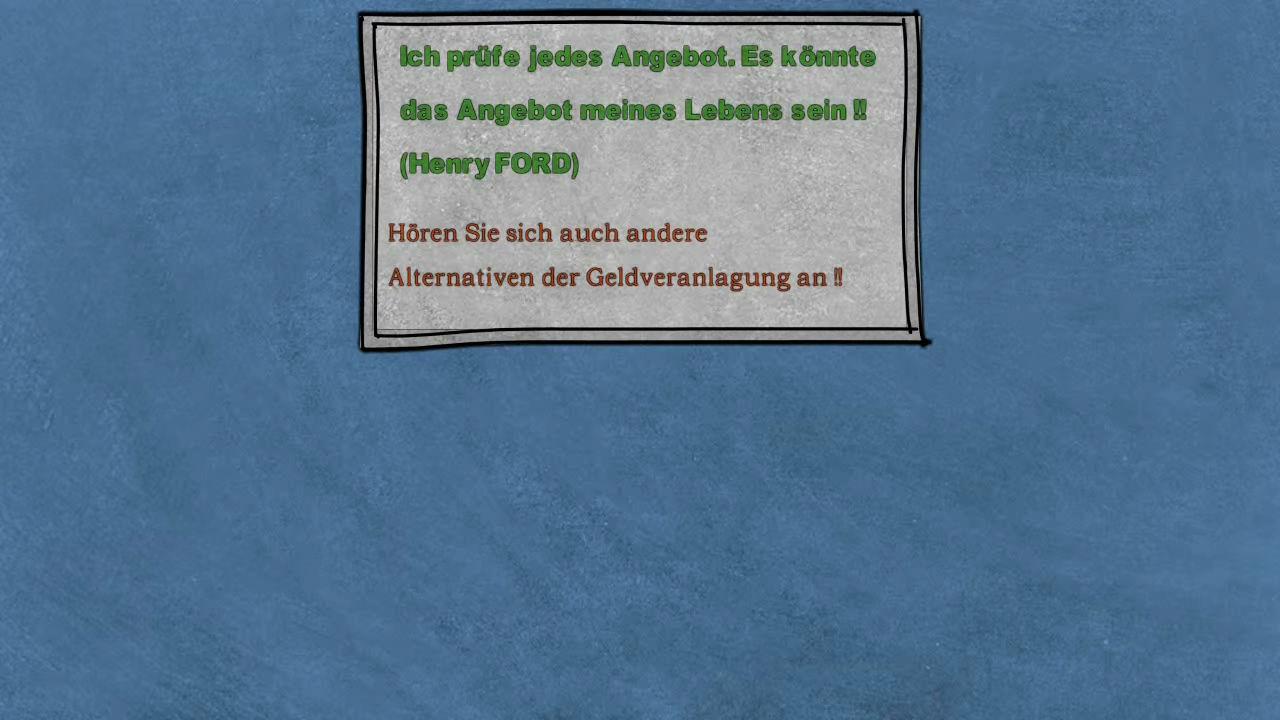 Ich prüfe jedes Angebot. Es könnte
das Angebot meines Lebens sein !!
(Henry FORD)
Hören Sie sich auch andere
Alternativen der Geldveranlagung an !!